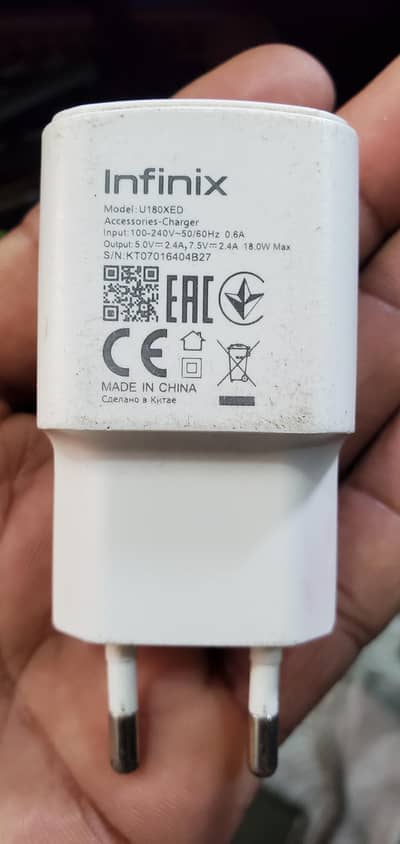 Infinix
Model: U180XED
Accessories-Charger
Input:100-240V~50/60Hz 0.6A
Output: 5.0V⎓2.4A, 7.5V⎓2.4A 18.0W Max
S/N:KT07016404B27
EAC
CE
MADE IN CHINA
Сделано в Китае